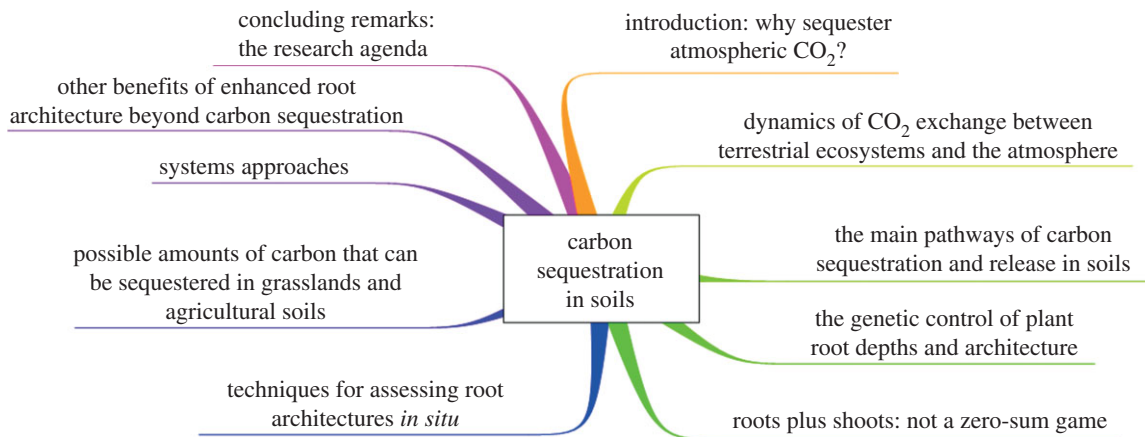 introduction: why sequester
atmospheric CO₂?
dynamics of CO₂ exchange between
terrestrial ecosystems and the atmosphere
the main pathways of carbon
sequestration and release in soils
the genetic control of plant
root depths and architecture
roots plus shoots: not a zero-sum game
techniques for assessing root
architectures in situ
possible amounts of carbon that can
be sequestered in grasslands and
agricultural soils
systems approaches
other benefits of enhanced root
architecture beyond carbon sequestration
concluding remarks:
the research agenda
carbon
sequestration
in soils